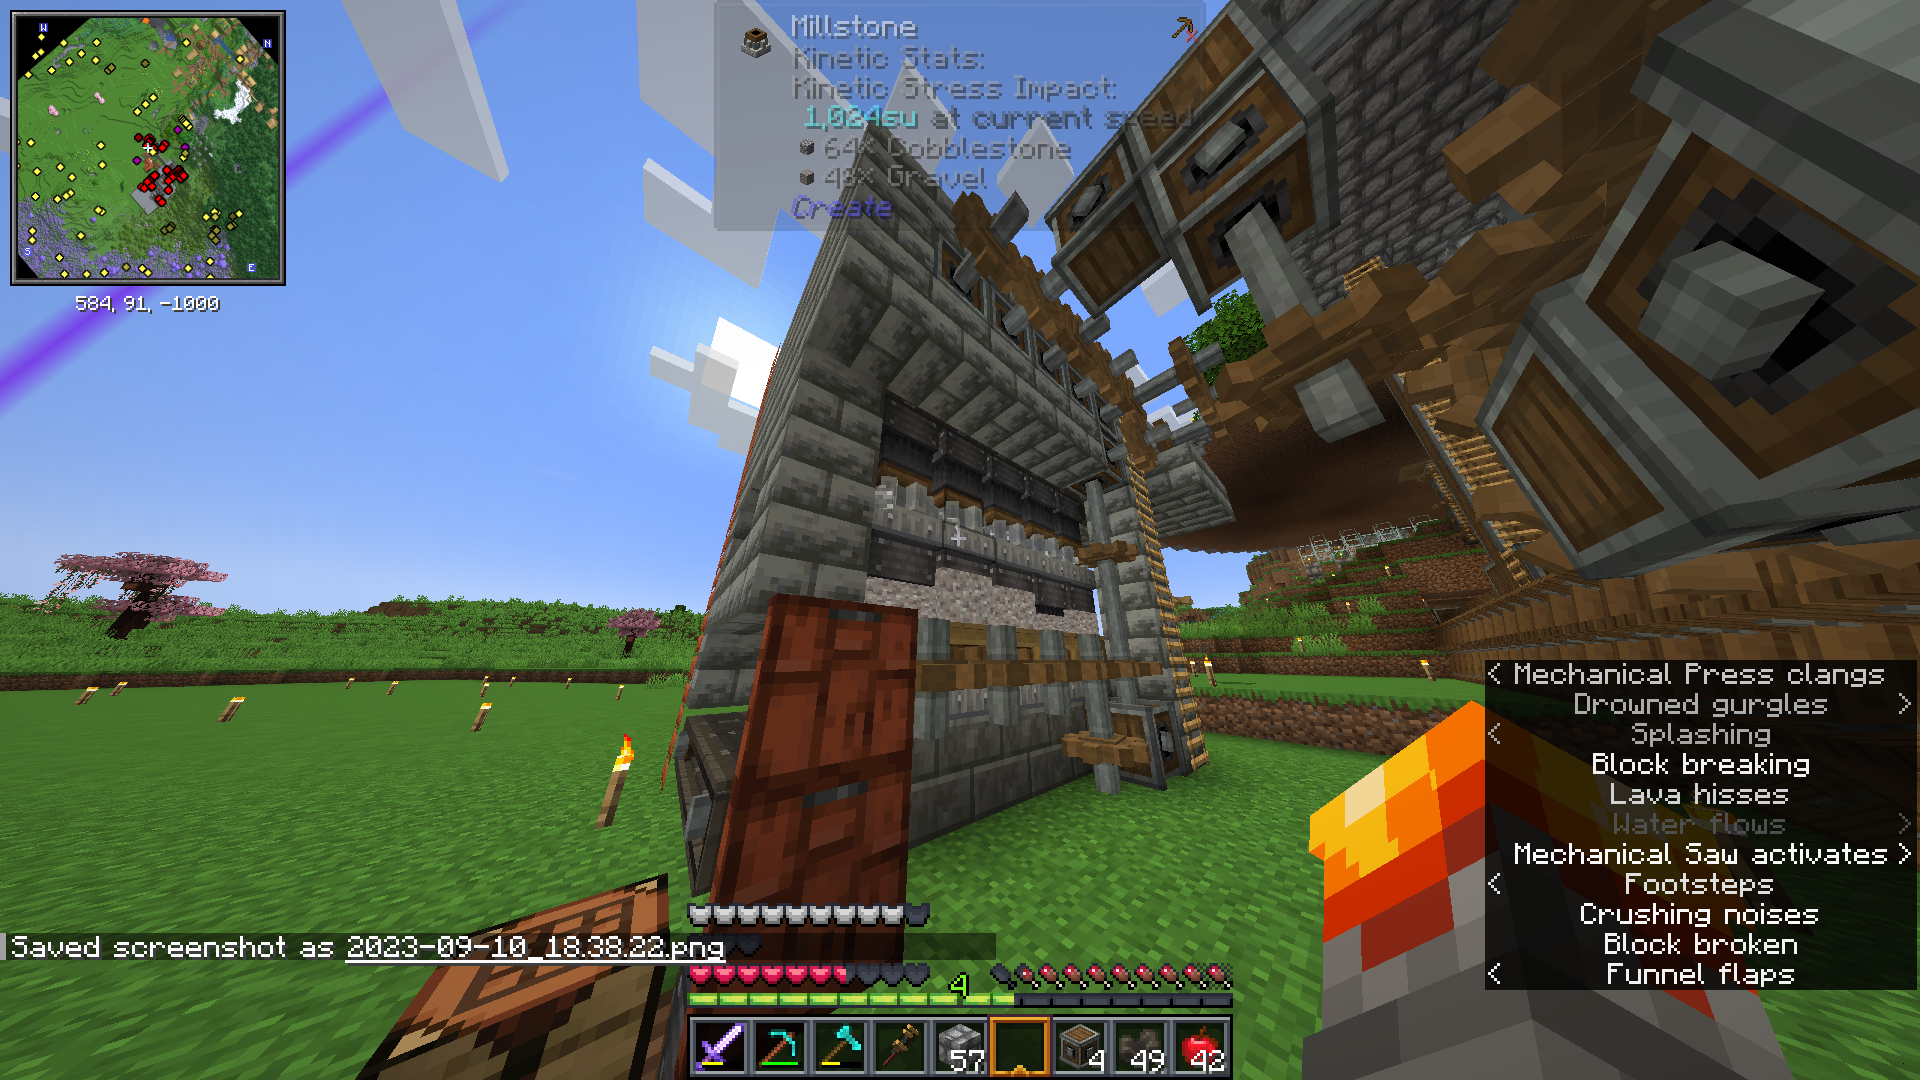 N
N
S
E
584, 91, -1000
Millstone
Kinetic Stats:
Kinetic Stress Impact:
1,024su at current speed
64x Cobblestone
48x Gravel
Create
< Mechanical Press clangs
Drowned gurgles >
< Splashing
Block breaking
Lava hisses
Water flows >
Mechanical Saw activates >
< Footsteps
Crushing noises
Block broken
< Funnel flaps
Saved screenshot as 2023-09-10_18.38.22.png
4
57
4
49
42